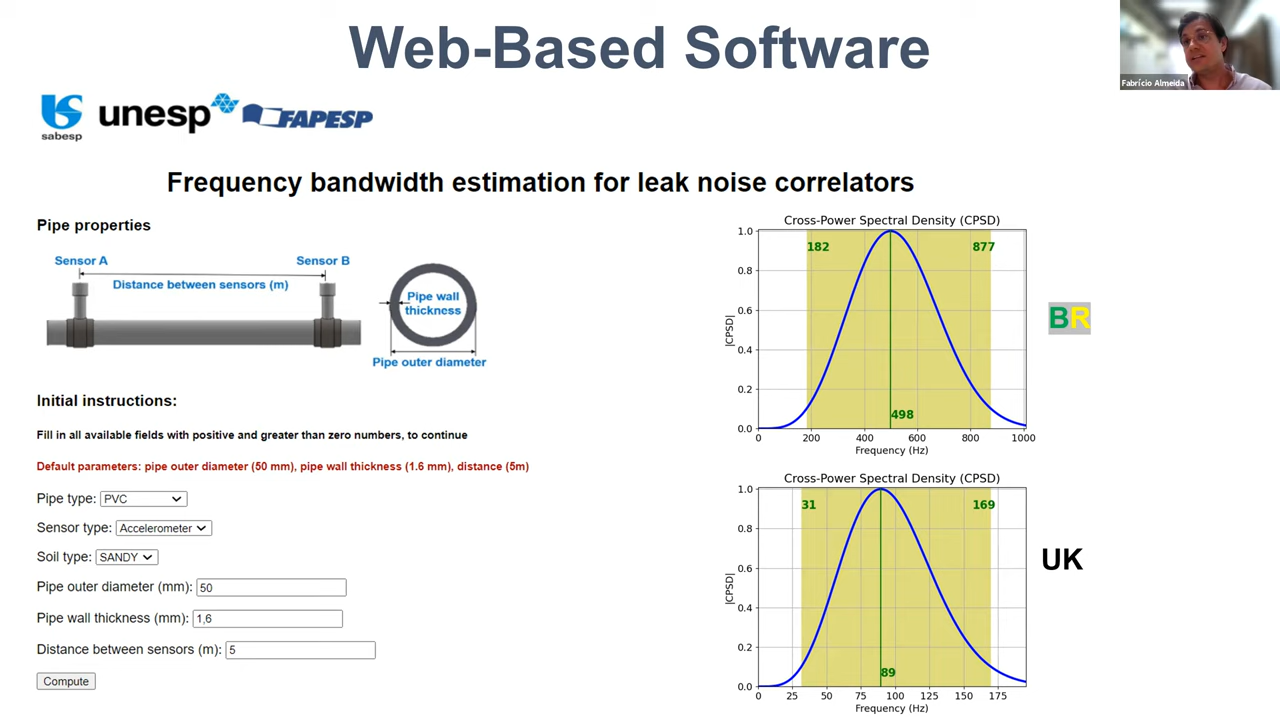 Web-Based Software
Fabrício Almeida
sabesp
unesp
FAPESP
Frequency bandwidth estimation for leak noise correlators
Pipe properties
Sensor A
Sensor B
Distance between sensors (m)
Pipe wall
thickness
Pipe outer diameter
Initial instructions:
Fill in all available fields with positive and greater than zero numbers, to continue
Default parameters: pipe outer diameter (50 mm), pipe wall thickness (1.6 mm), distance (5m)
Pipe type: PVC
Sensor type: Accelerometer
Soil type: SANDY
Pipe outer diameter (mm): 50
Pipe wall thickness (mm): 1,6
Distance between sensors (m): 5
Compute
Cross-Power Spectral Density (CPSD)
1.0
0.8
0.6
0.4
0.2
0.0
|CPSD|
182
877
498
0 200 400 600 800 1000
Frequency (Hz)
BR
Cross-Power Spectral Density (CPSD)
1.0
0.8
0.6
0.4
0.2
0.0
|CPSD|
31
169
89
0 25 50 75 100 125 150 175
Frequency (Hz)
UK